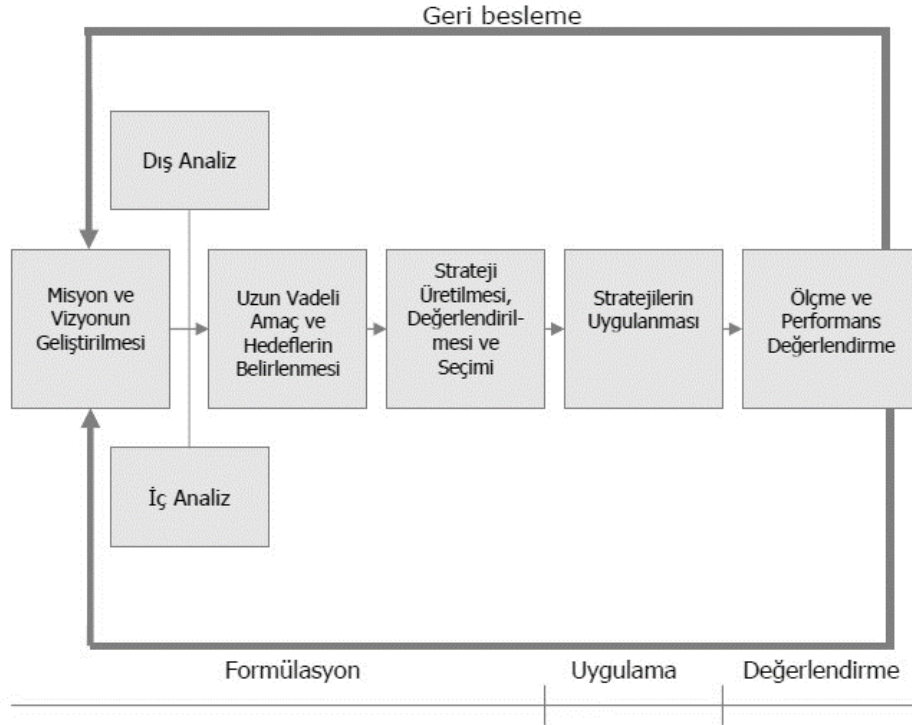 Geri besleme
Dış Analiz
Misyon ve
Vizyonun
Geliştirilmesi
Uzun Vadeli
Amaç ve
Hedeflerin
Belirlenmesi
Strateji
Üretilmesi,
Değerlendiril-
mesi ve
Seçimi
Stratejilerin
Uygulanması
Ölçme ve
Performans
Değerlendirme
İç Analiz
Formülasyon
Uygulama
Değerlendirme